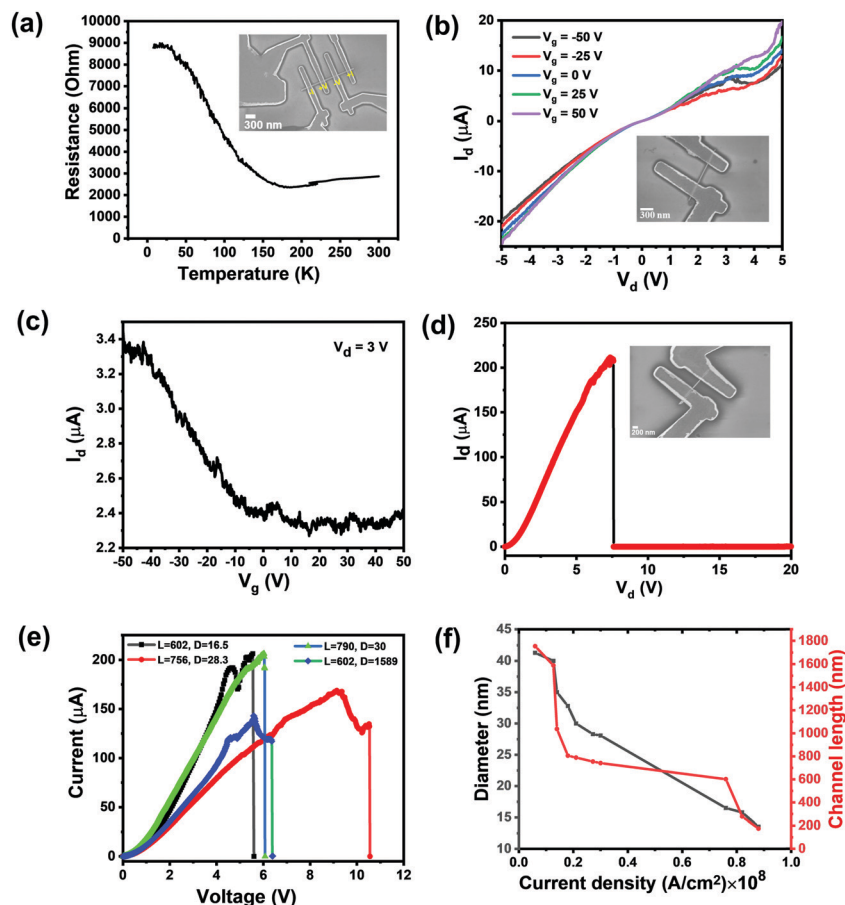 (a)
10000
9000
8000
7000
6000
5000
4000
3000
2000
1000
0
0 50 100 150 200 250 300
Resistance (Ohm)
Temperature (K)
300 nm
(b)
20
10
0
-10
-20
-5 -4 -3 -2 -1 0 1 2 3 4 5
I_d (μA)
V_d (V)
V_g = -50 V
V_g = -25 V
V_g = 0 V
V_g = 25 V
V_g = 50 V
300 nm
(c)
3.4
3.2
3.0
2.8
2.6
2.4
2.2
-50 -40 -30 -20 -10 0 10 20 30 40 50
I_d (μA)
V_g (V)
V_d = 3 V
(d)
250
200
150
100
50
0
0 5 10 15 20
I_d (μA)
V_d (V)
200 nm
(e)
L=602, D=16.5 L=790, D=30
L=756, D=28.3 L=602, D=1589
200
150
100
50
0
0 2 4 6 8 10 12
Current (μA)
Voltage (V)
(f)
45
40
35
30
25
20
15
10
Diameter (nm)
1800
1600
1400
1200
1000
800
600
400
200
0
Channel length (nm)
0.0 0.2 0.4 0.6 0.8 1.0
Current density (A/cm²)×10⁸